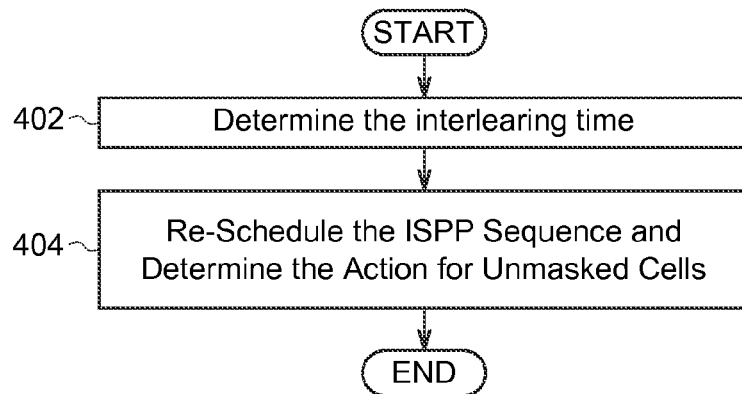 START
402
Determine the interlearing time
404
Re-Schedule the ISPP Sequence and
Determine the Action for Unmasked Cells
END